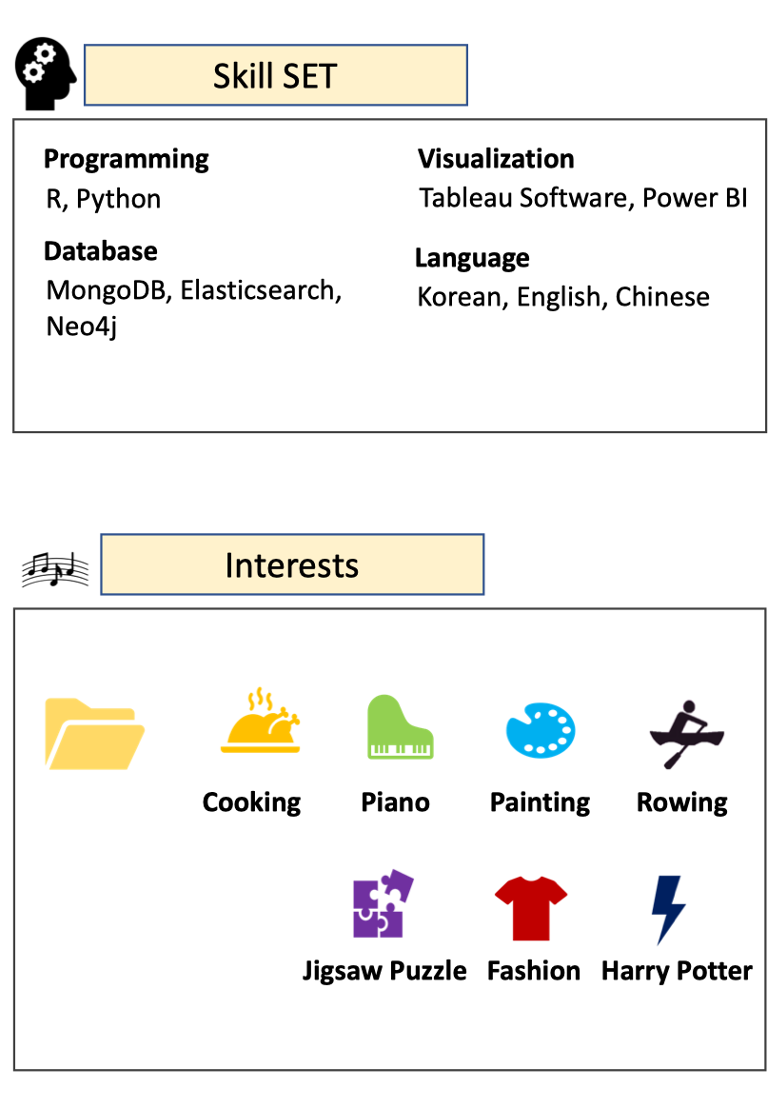 Skill SET
Programming
R, Python
Database
MongoDB, Elasticsearch,
Neo4j
Visualization
Tableau Software, Power BI
Language
Korean, English, Chinese
Interests
Cooking
Piano
Painting
Rowing
Jigsaw Puzzle
Fashion
Harry Potter